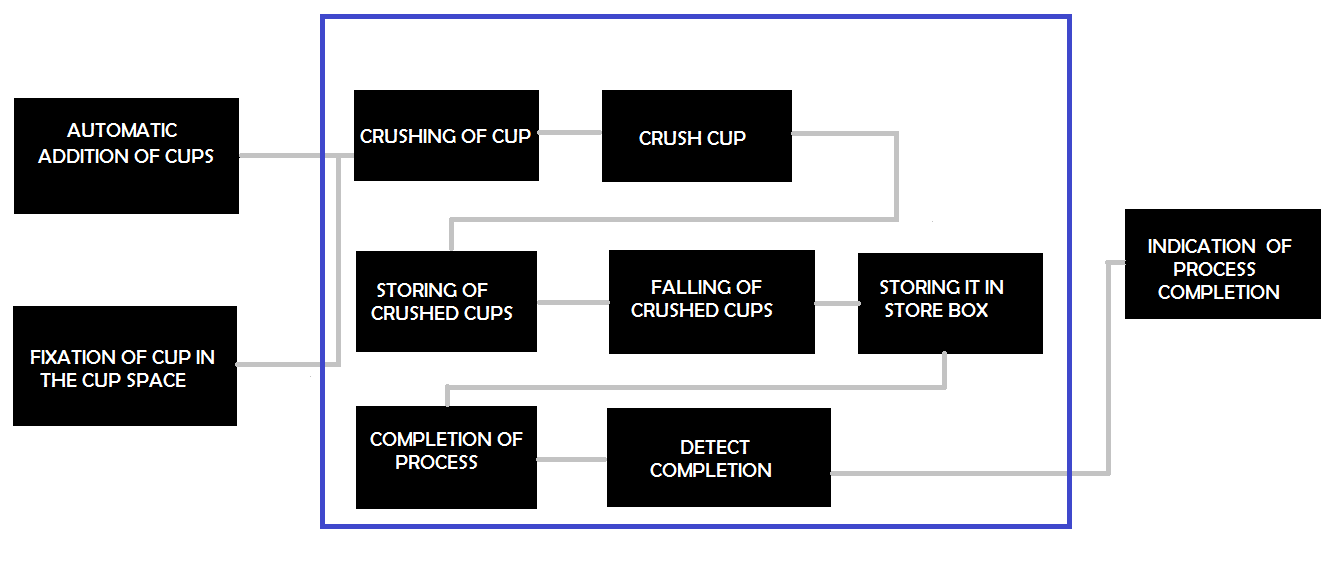 AUTOMATIC
ADDITION OF CUPS
FIXATION OF CUP IN
THE CUP SPACE
CRUSHING OF CUP
CRUSH CUP
STORING OF
CRUSHED CUPS
FALLING OF
CRUSHED CUPS
STORING IT IN
STORE BOX
COMPLETION OF
PROCESS
DETECT
COMPLETION
INDICATION OF
PROCESS
COMPLETION